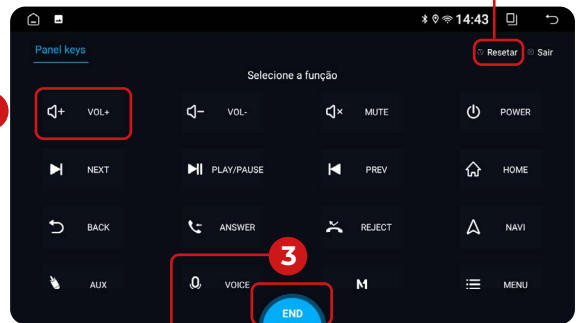 14:43
Panel keys
Resetar Sair
Selecione a função
VOL+ VOL- MUTE POWER
NEXT PLAY/PAUSE PREV HOME
BACK ANSWER REJECT NAVI
3
AUX VOICE M MENU
END